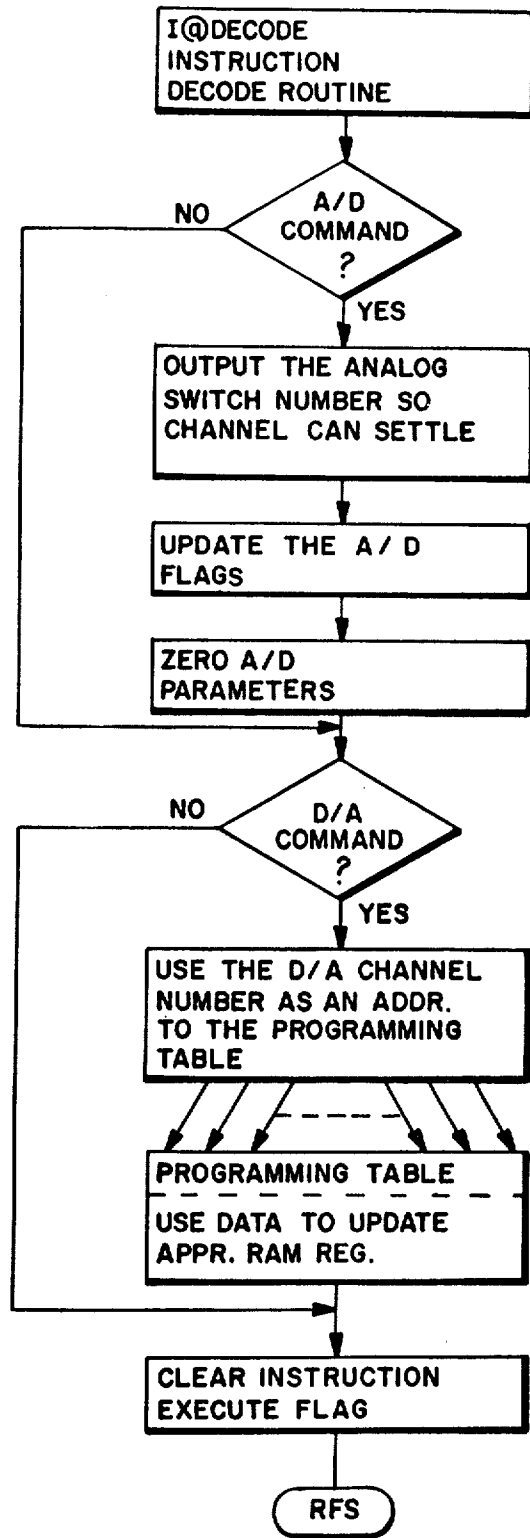 I@DECODE
INSTRUCTION
DECODE ROUTINE
A/D
COMMAND
?
NO
YES
OUTPUT THE ANALOG
SWITCH NUMBER SO
CHANNEL CAN SETTLE
UPDATE THE A/D
FLAGS
ZERO A/D
PARAMETERS
D/A
COMMAND
?
NO
YES
USE THE D/A CHANNEL
NUMBER AS AN ADDR.
TO THE PROGRAMMING
TABLE
PROGRAMMING TABLE
USE DATA TO UPDATE
APPR. RAM REG.
CLEAR INSTRUCTION
EXECUTE FLAG
RFS